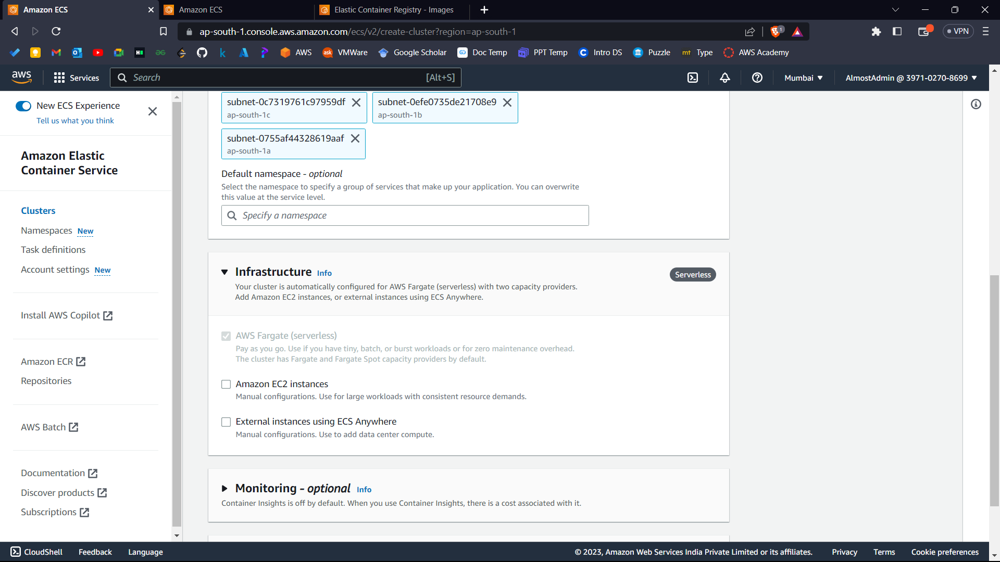 Amazon ECS
Amazon ECS
Elastic Container Registry - Images
ap-south-1.console.aws.amazon.com/ecs/v2/create-cluster?region=ap-south-1
1
VPN
AWS
ask
VMWare
Google Scholar
Doc Temp
PPT Temp
Intro DS
Puzzle
mt
Type
AWS Academy
aws
Services
Search
[Alt+S]
Mumbai
AlmostAdmin @ 3971-0270-8699
New ECS Experience
Tell us what you think
Amazon Elastic
Container Service
Clusters
Namespaces New
Task definitions
Account settings New
Install AWS Copilot
Amazon ECR
Repositories
AWS Batch
Documentation
Discover products
Subscriptions
subnet-0c7319761c97959df
ap-south-1c
subnet-0efe0735de21708e9
ap-south-1b
subnet-0755af44328619aaf
ap-south-1a
Default namespace - optional
Select the namespace to specify a group of services that make up your application. You can overwrite
this value at the service level.
Specify a namespace
Infrastructure Info
Serverless
Your cluster is automatically configured for AWS Fargate (serverless) with two capacity providers.
Add Amazon EC2 instances, or external instances using ECS Anywhere.
AWS Fargate (serverless)
Pay as you go. Use if you have tiny, batch, or burst workloads or for zero maintenance overhead.
The cluster has Fargate and Fargate Spot capacity providers by default.
Amazon EC2 instances
Manual configurations. Use for large workloads with consistent resource demands.
External instances using ECS Anywhere
Manual configurations. Use to add data center compute.
Monitoring - optional Info
Container Insights is off by default. When you use Container Insights, there is a cost associated with it.
CloudShell
Feedback
Language
© 2023, Amazon Web Services India Private Limited or its affiliates.
Privacy
Terms
Cookie preferences